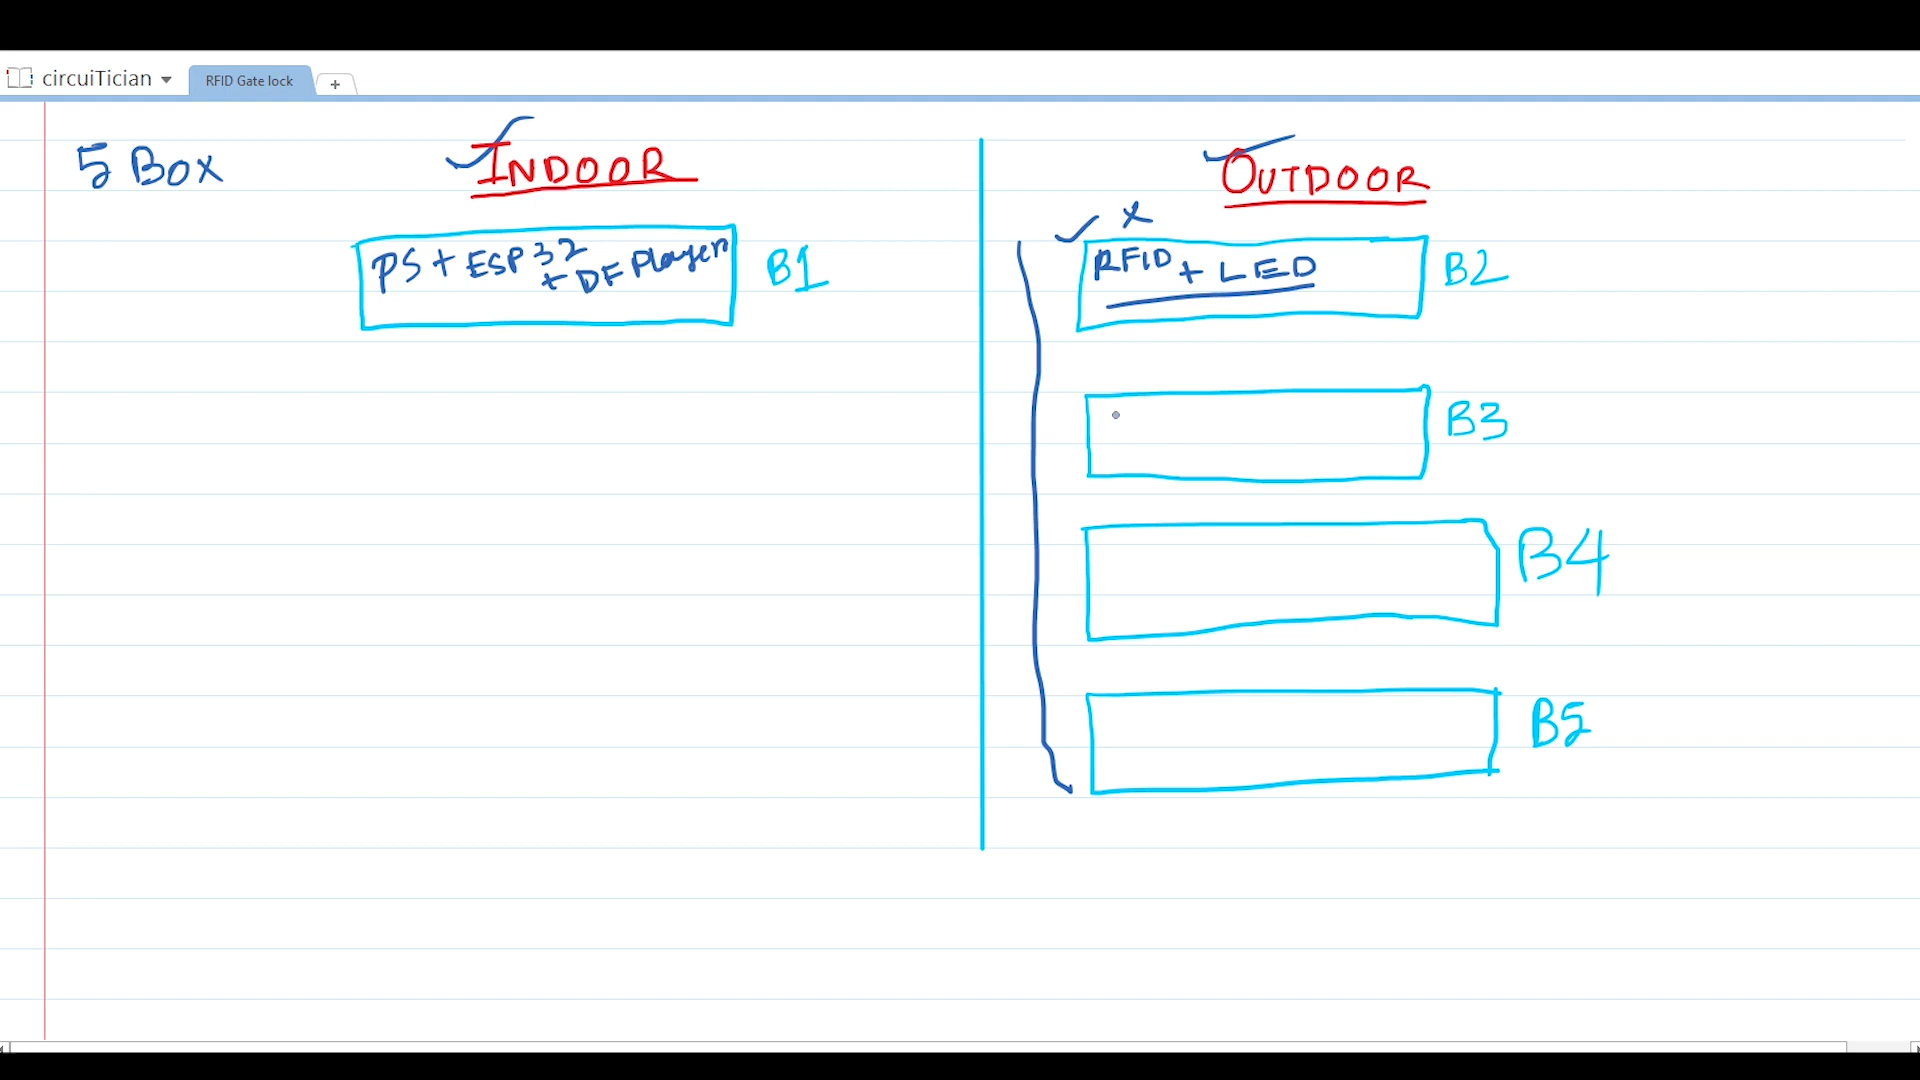 circuiTician
RFID Gate lock
+
5 Box
INDOOR
PS + ESP32
+ DF Player
B1
OUTDOOR
✓ x
RFID + LED
B2
B3
B4
B5